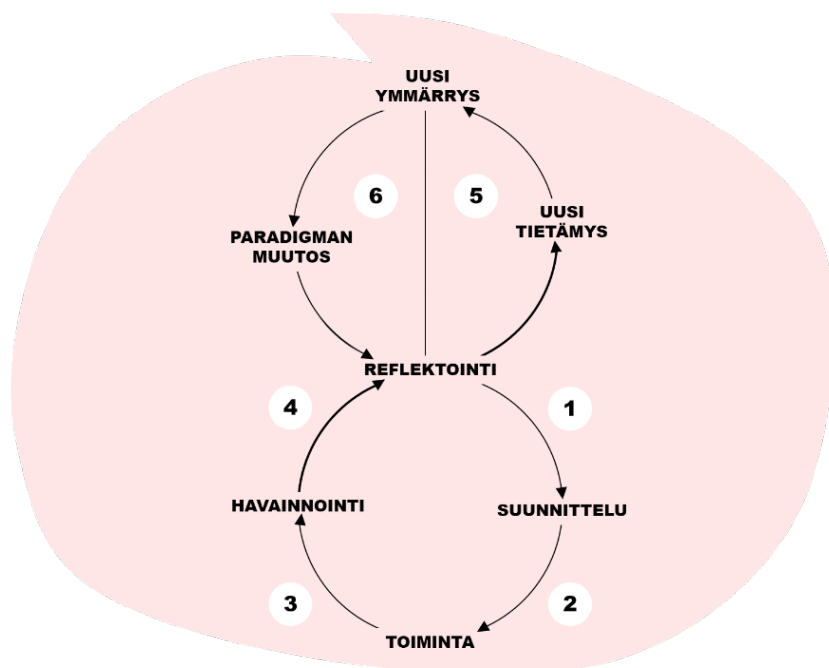 UUSI
YMMÄRRYS
6
5
UUSI
TIETÄMYS
PARADIGMAN
MUUTOS
REFLEKTOINTI
4
1
HAVAINNOINTI
SUUNNITTELU
3
2
TOIMINTA